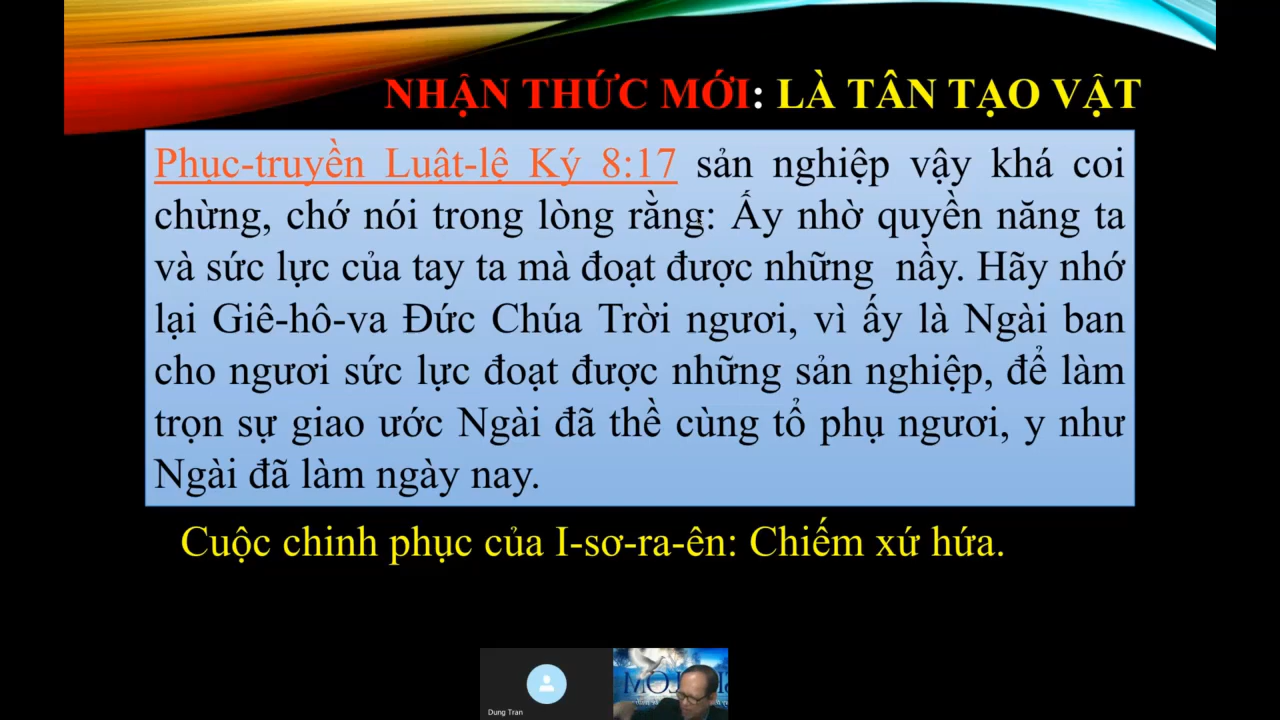 NHẬN THỨC MỚI: LÀ TÂN TẠO VẬT
Phục-truyền Luật-lệ Ký 8:17 sản nghiệp vậy khá coi
chừng, chớ nói trong lòng rằng: Ấy nhờ quyền năng ta
và sức lực của tay ta mà đoạt được những nầy. Hãy nhớ
lại Giê-hô-va Đức Chúa Trời ngươi, vì ấy là Ngài ban
cho ngươi sức lực đoạt được những sản nghiệp, để làm
trọn sự giao ước Ngài đã thề cùng tổ phụ ngươi, y như
Ngài đã làm ngày nay.
Cuộc chinh phục của I-sơ-ra-ên: Chiếm xứ hứa.
Dung Tran